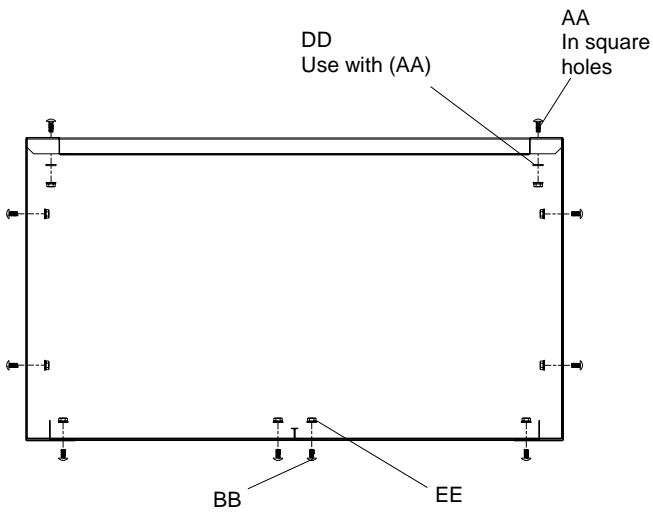 AA
In square
holes
DD
Use with (AA)
BB
EE